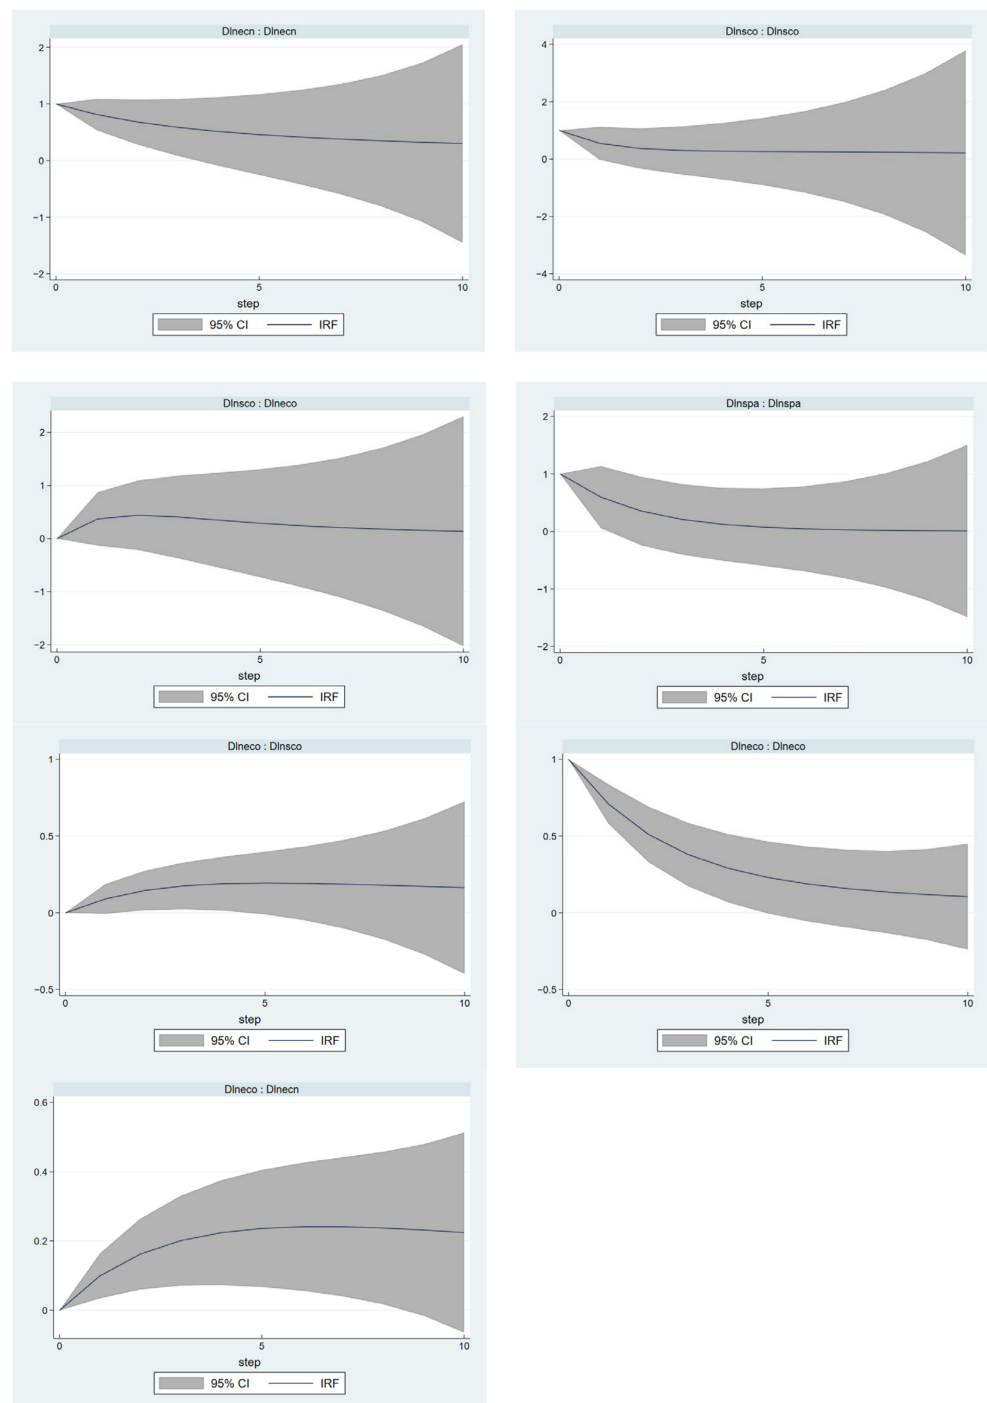 Dlnecn : Dlnecn
2
1
0
−1
−2
0 5 10
step
95% CI IRF
Dlnsco : Dlnsco
4
2
0
−2
−4
0 5 10
step
95% CI IRF
Dlnsco : Dlneco
2
1
0
−1
−2
0 5 10
step
95% CI IRF
Dlnspa : Dlnspa
2
1
0
−1
−2
0 5 10
step
95% CI IRF
Dlneco : Dlnsco
1
0.5
0
−0.5
0 5 10
step
95% CI IRF
Dlneco : Dlneco
1
0.5
0
−0.5
0 5 10
step
95% CI IRF
Dlneco : Dlnecn
0.6
0.4
0.2
0
0 5 10
step
95% CI IRF